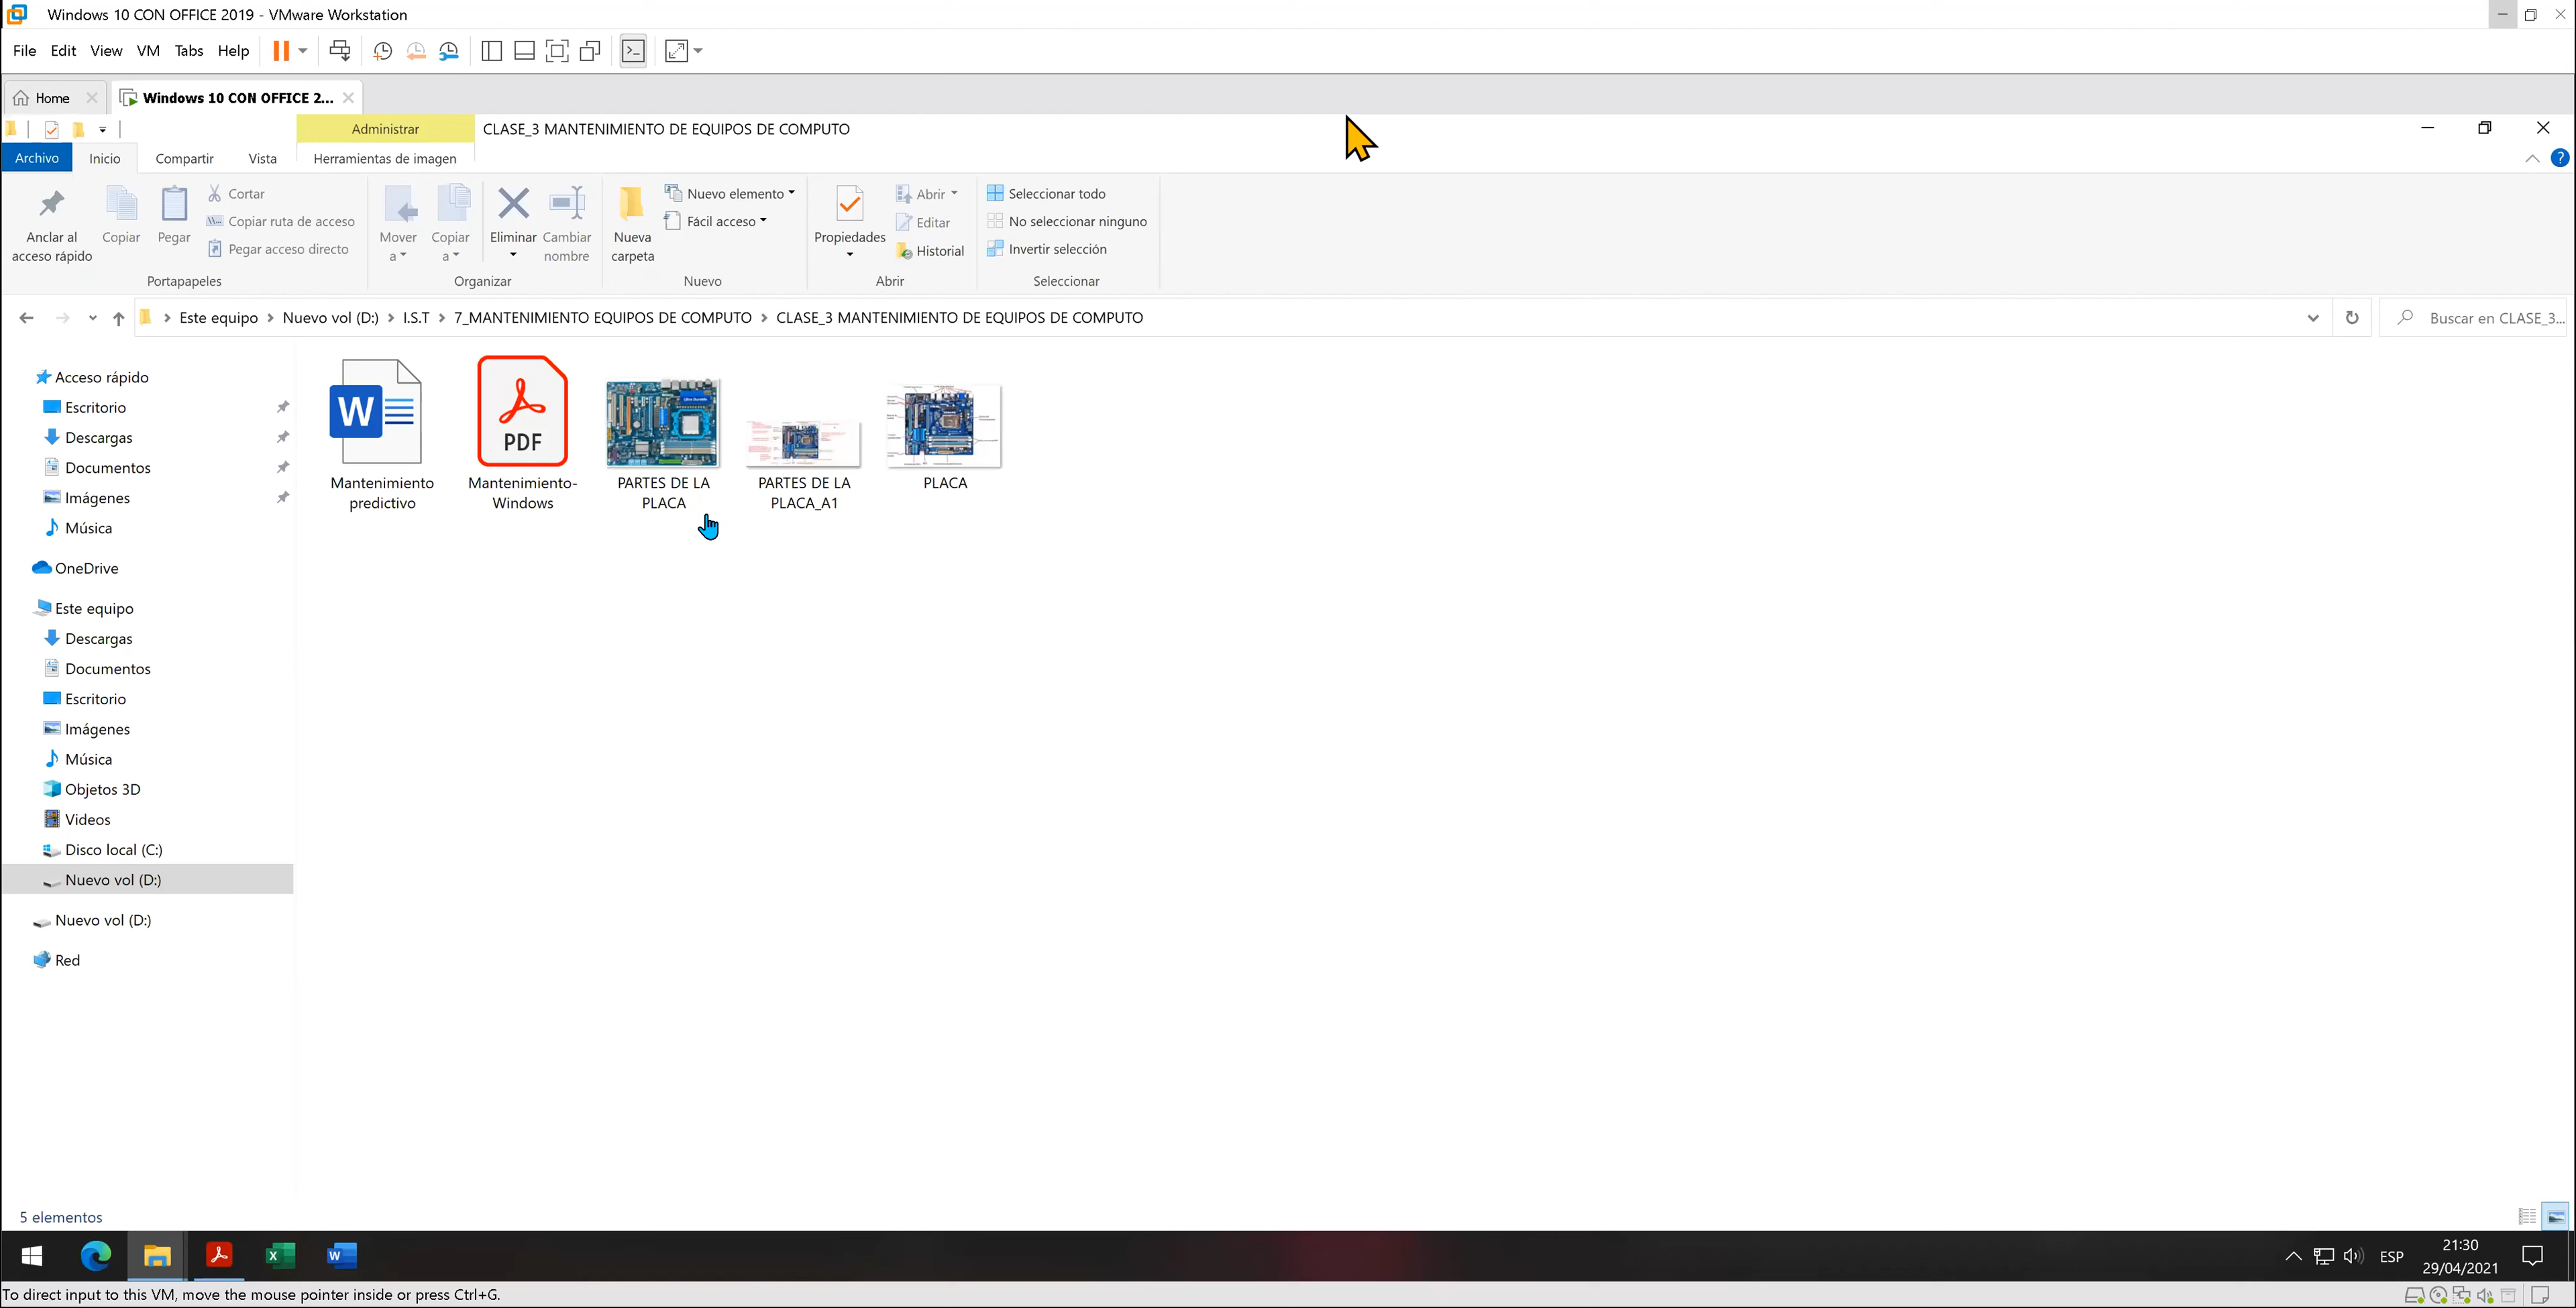 Windows 10 CON OFFICE 2019 - VMware Workstation
File Edit View VM Tabs Help
Home Windows 10 CON OFFICE 2...
Administrar CLASE_3 MANTENIMIENTO DE EQUIPOS DE COMPUTO
Archivo Inicio Compartir Vista Herramientas de imagen
Anclar al acceso rápido
Copiar
Pegar
Cortar
Copiar ruta de acceso
Pegar acceso directo
Portapapeles
Mover a
Copiar a
Eliminar
Cambiar nombre
Organizar
Nueva carpeta
Nuevo elemento
Fácil acceso
Nuevo
Propiedades
Abrir
Editar
Historial
Abrir
Seleccionar todo
No seleccionar ninguno
Invertir selección
Seleccionar
Este equipo > Nuevo vol (D:) > I.S.T > 7_MANTENIMIENTO EQUIPOS DE COMPUTO > CLASE_3 MANTENIMIENTO DE EQUIPOS DE COMPUTO
Buscar en CLASE_3...
Acceso rápido
Escritorio
Descargas
Documentos
Imágenes
Música
OneDrive
Este equipo
Descargas
Documentos
Escritorio
Imágenes
Música
Objetos 3D
Videos
Disco local (C:)
Nuevo vol (D:)
Nuevo vol (D:)
Red
W
Mantenimiento
predictivo
PDF
Mantenimiento-
Windows
PARTES DE LA
PLACA
PARTES DE LA
PLACA_A1
PLACA
5 elementos
ESP
21:30
29/04/2021
To direct input to this VM, move the mouse pointer inside or press Ctrl+G.